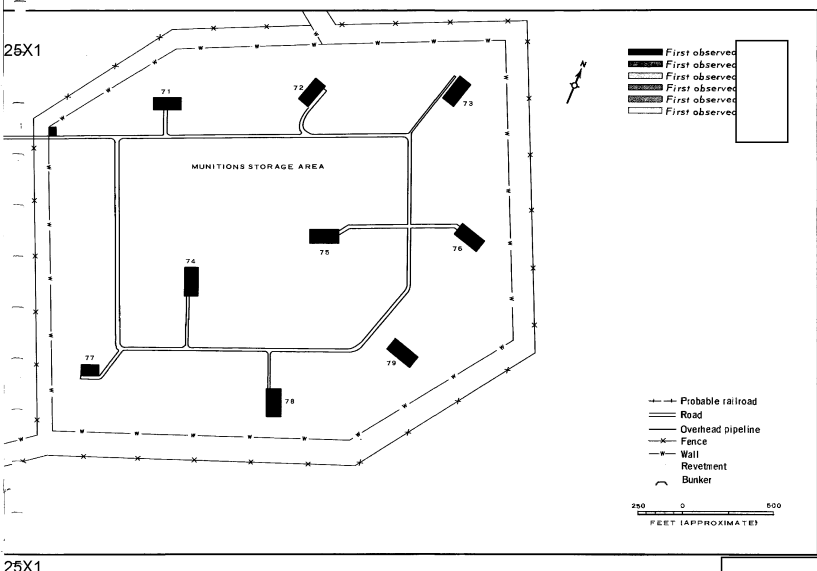 25X1
N
First observed
First observed
First observed
First observed
First observed
First observed
71
72
73
MUNITIONS STORAGE AREA
74
75
76
77
78
79
Probable railroad
Road
Overhead pipeline
Fence
Wall
Revetment
Bunker
250 0 500
FEET (APPROXIMATE)
25X1